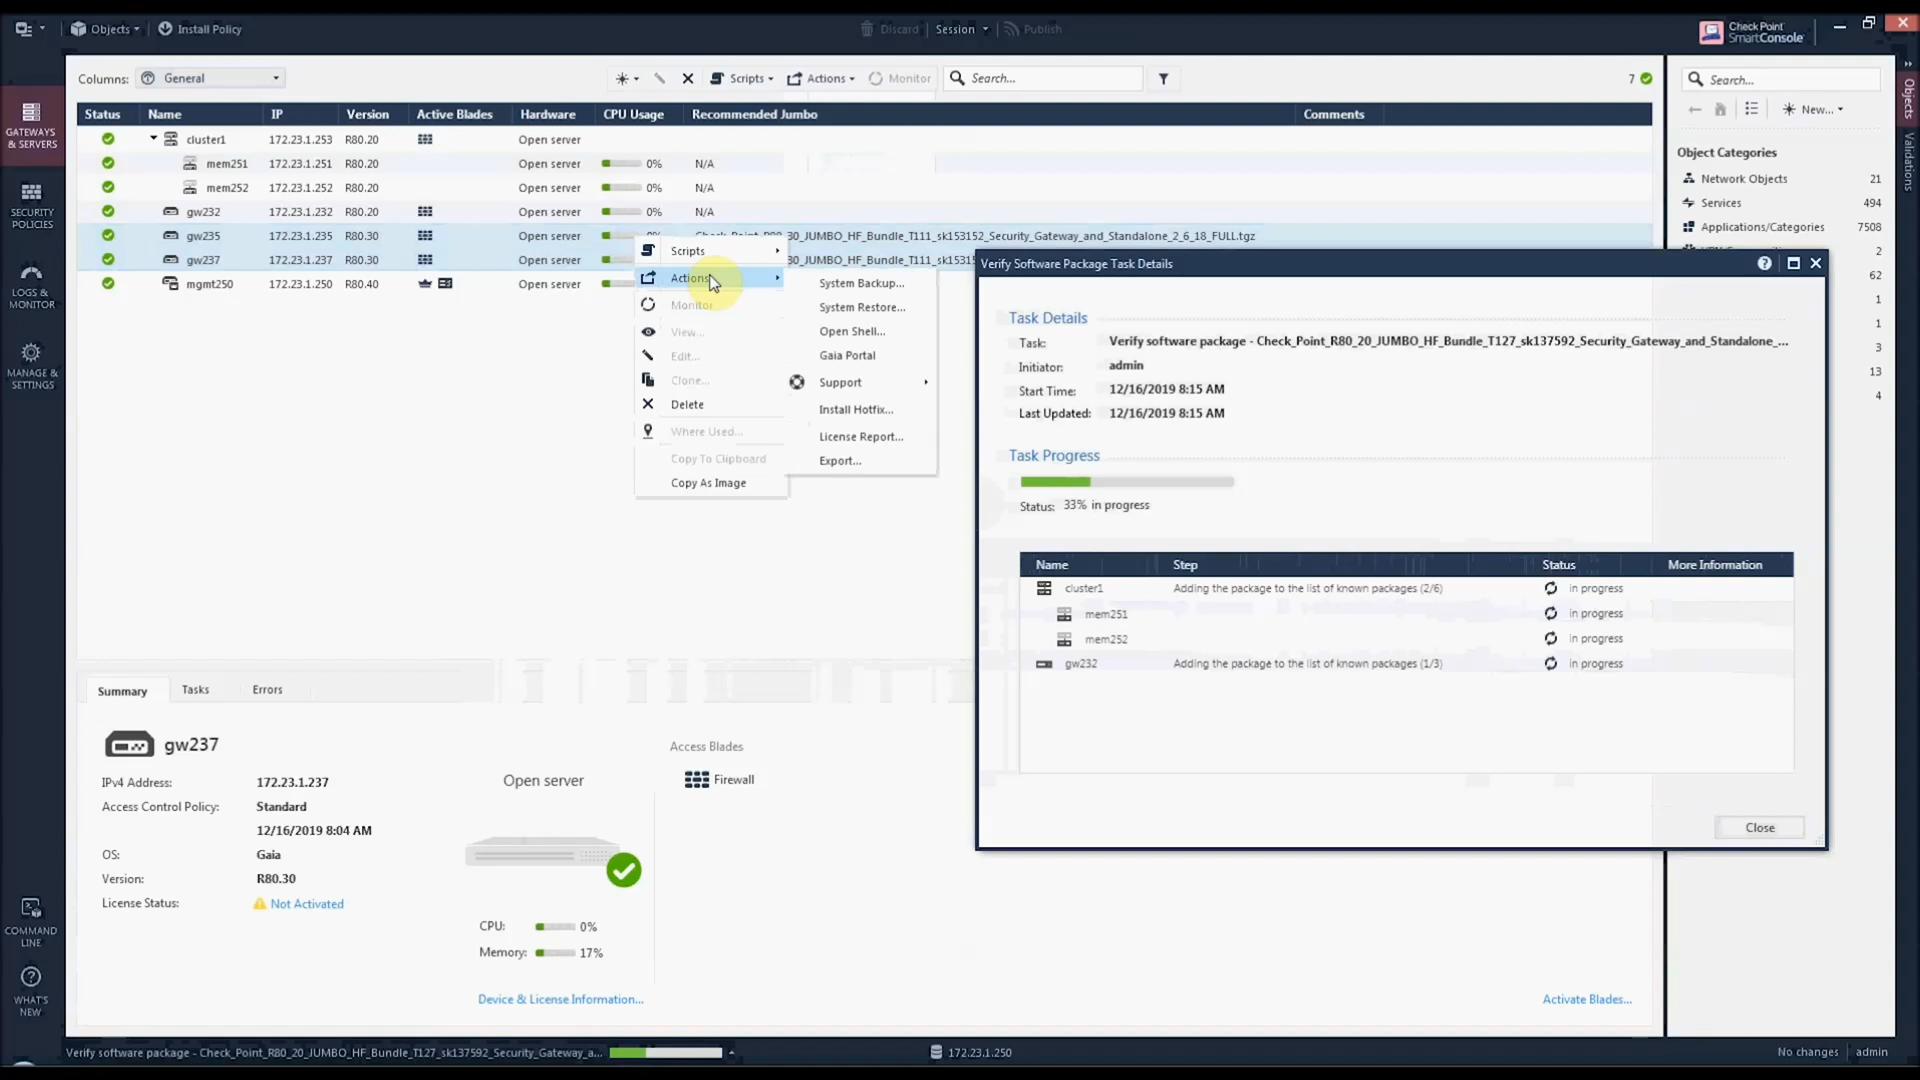 Objects
Install Policy
Discard
Session
Publish
Check Point
SmartConsole
Columns: General
Scripts
Actions
Monitor
Search...
7
Status Name IP Version Active Blades Hardware CPU Usage Recommended Jumbo Comments
cluster1 172.23.1.253 R80.20 Open server
mem251 172.23.1.251 R80.20 Open server 0% N/A
mem252 172.23.1.252 R80.20 Open server 0% N/A
gw232 172.23.1.232 R80.20 Open server 0% N/A
gw235 172.23.1.235 R80.30 Open server 0% Check_Point_R80_30_JUMBO_HF_Bundle_T111_sk153152_Security_Gateway_and_Standalone_2_6_18_FULL.tgz
gw237 172.23.1.237 R80.30 Open server 30_JUMBO_HF_Bundle_T111_sk15
mgmt250 172.23.1.250 R80.40 Open server
GATEWAYS
& SERVERS
SECURITY
POLICIES
LOGS &
MONITOR
MANAGE &
SETTINGS
COMMAND
LINE
WHAT'S
NEW
Scripts
Actions
Monitor
View...
Edit...
Clone...
Delete
Where Used...
Copy To Clipboard
Copy As Image
System Backup...
System Restore...
Open Shell...
Gaia Portal
Support
Install Hotfix...
License Report...
Export...
Verify Software Package Task Details
Task Details
Task: Verify software package - Check_Point_R80_20_JUMBO_HF_Bundle_T127_sk137592_Security_Gateway_and_Standalone_...
Initiator: admin
Start Time: 12/16/2019 8:15 AM
Last Updated: 12/16/2019 8:15 AM
Task Progress
Status: 33% in progress
Name Step Status More Information
cluster1 Adding the package to the list of known packages (2/6) in progress
mem251 in progress
mem252 in progress
gw232 Adding the package to the list of known packages (1/3) in progress
Close
Search...
New...
Object Categories
Network Objects 21
Services 494
Applications/Categories 7508
2
62
1
1
3
13
4
Objects
Validations
Summary Tasks Errors
gw237
IPv4 Address: 172.23.1.237
Access Control Policy: Standard
12/16/2019 8:04 AM
OS: Gaia
Version: R80.30
License Status: Not Activated
Open server
CPU: 0%
Memory: 17%
Device & License Information...
Access Blades
Firewall
Activate Blades...
Verify software package - Check_Point_R80_20_JUMBO_HF_Bundle_T127_sk137592_Security_Gateway_a...
172.23.1.250
No changes
admin